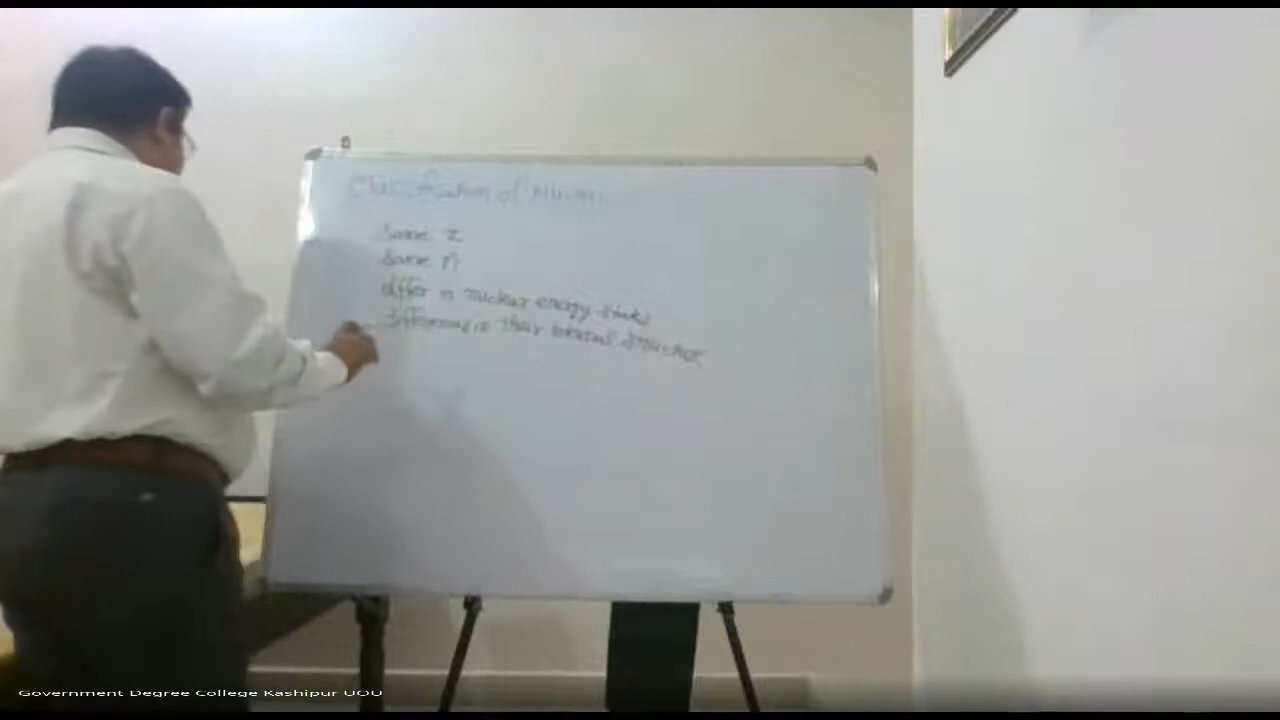 Classification of Nuclei
Same Z
Same A
differ in nuclear energy states
differences in their internal structure
Government Degree College Kashipur UOU